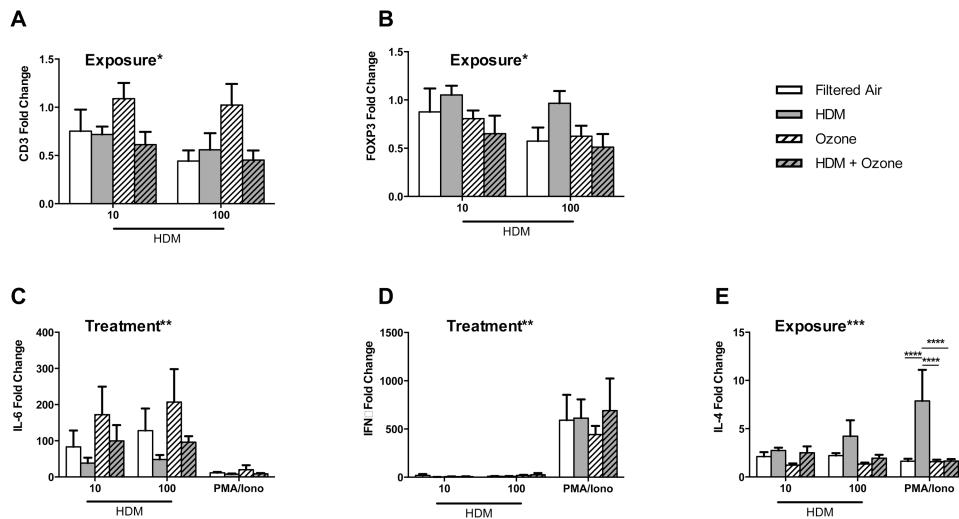 A
Exposure*
CD3 Fold Change
1.5
1.0
0.5
0.0
10
100
HDM
B
Exposure*
FOXP3 Fold Change
1.5
1.0
0.5
0.0
10
100
HDM
Filtered Air
HDM
Ozone
HDM + Ozone
C
Treatment**
IL-6 Fold Change
400
300
200
100
0
10
100
PMA/Iono
HDM
D
Treatment**
IFN□ Fold Change
1500
1000
500
0
10
100
PMA/Iono
HDM
E
Exposure***
IL-4 Fold Change
15
10
5
0
****
****
****
10
100
PMA/Iono
HDM